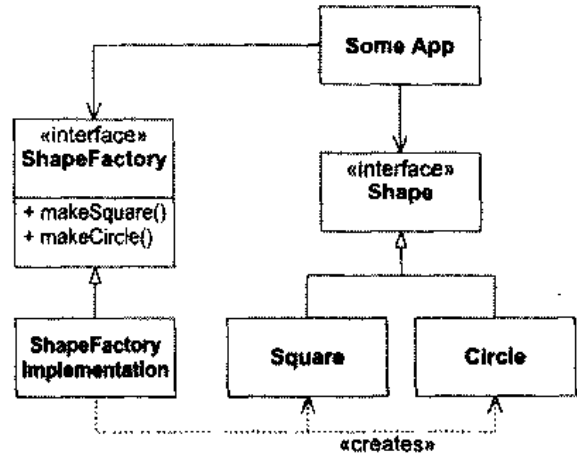 Some App
«interface»
ShapeFactory
+ makeSquare()
+ makeCircle()
«interface»
Shape
ShapeFactory
Implementation
Square
Circle
«creates»